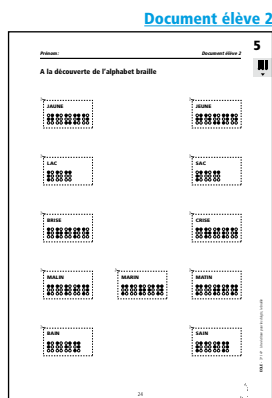 Document élève 2
5
Prénom: Document élève 2
A la découverte de l'alphabet braille
JAUNE JEUNE
LAC SAC
BRISE CRISE
MALIN MARIN MATIN
BAIN SAIN
24